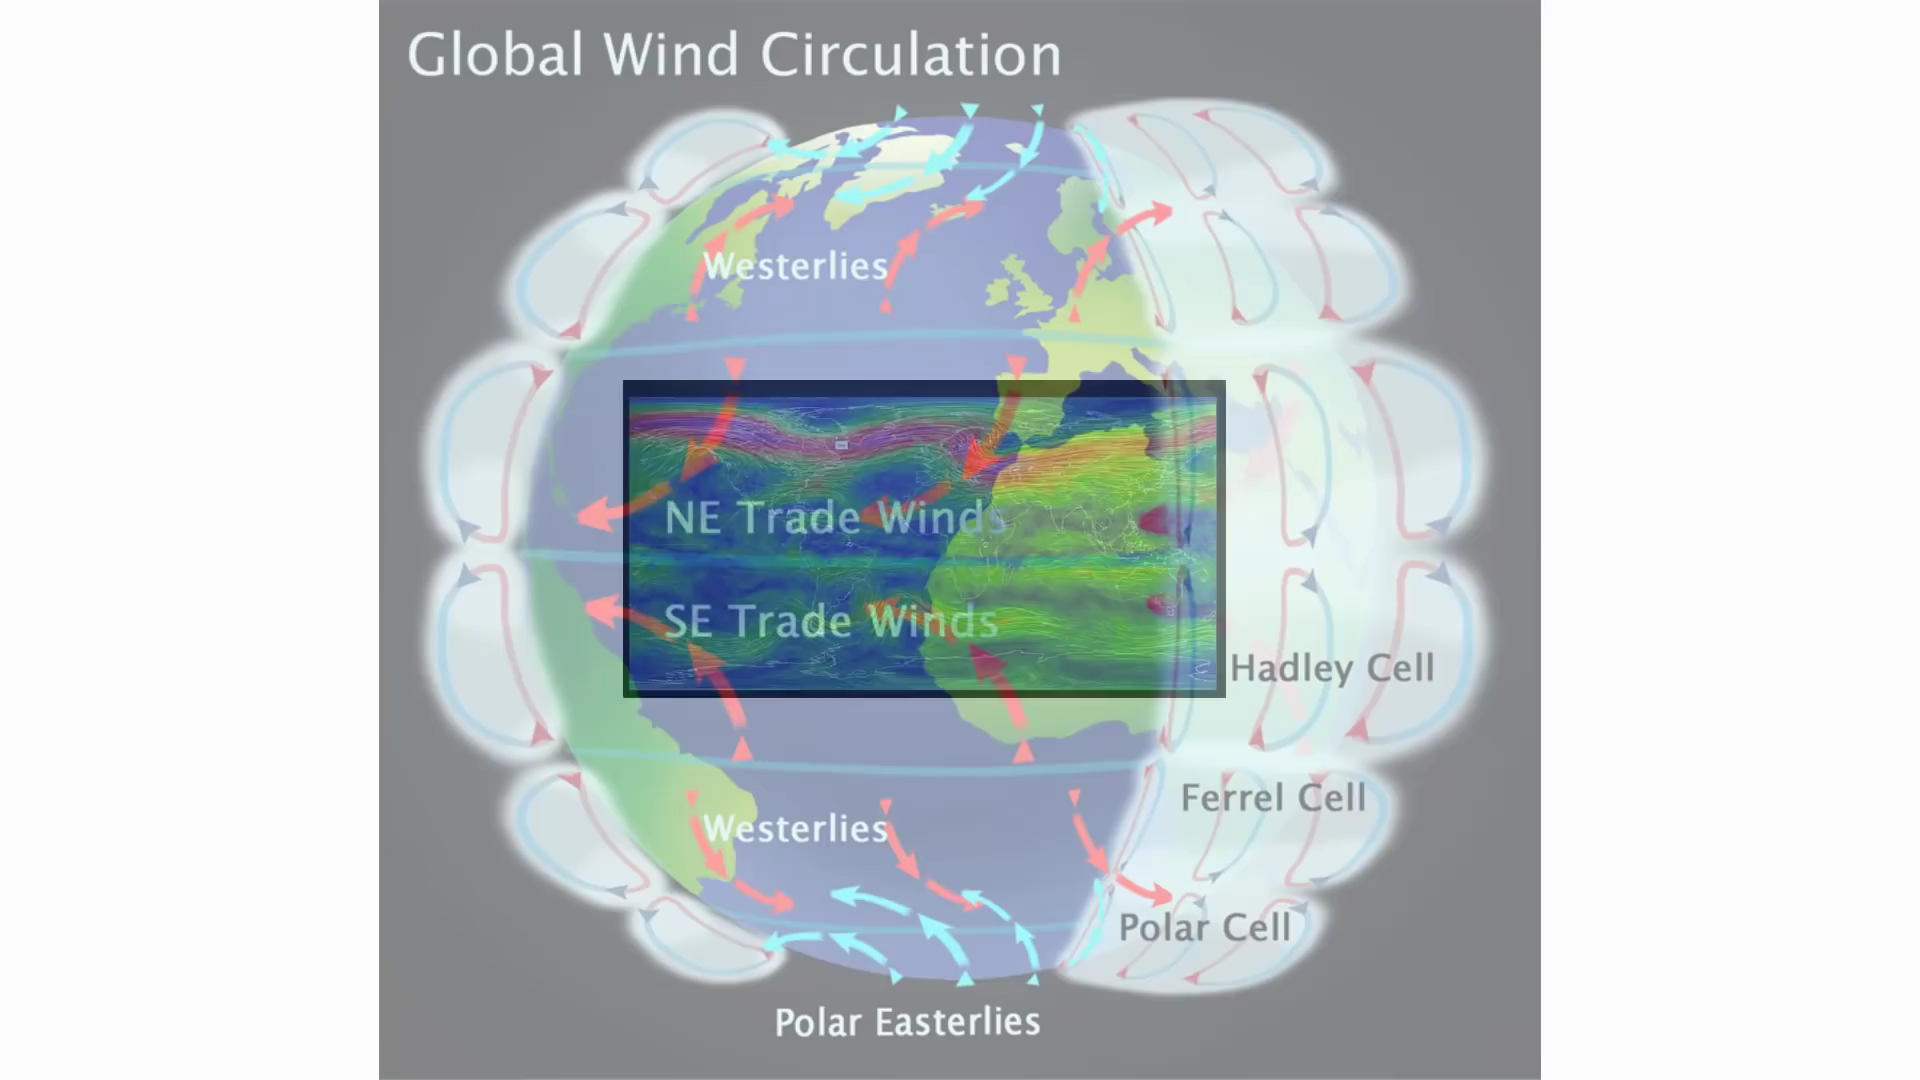 Global Wind Circulation
Westerlies
NE Trade Winds
SE Trade Winds
Hadley Cell
Ferrel Cell
Westerlies
Polar Cell
Polar Easterlies